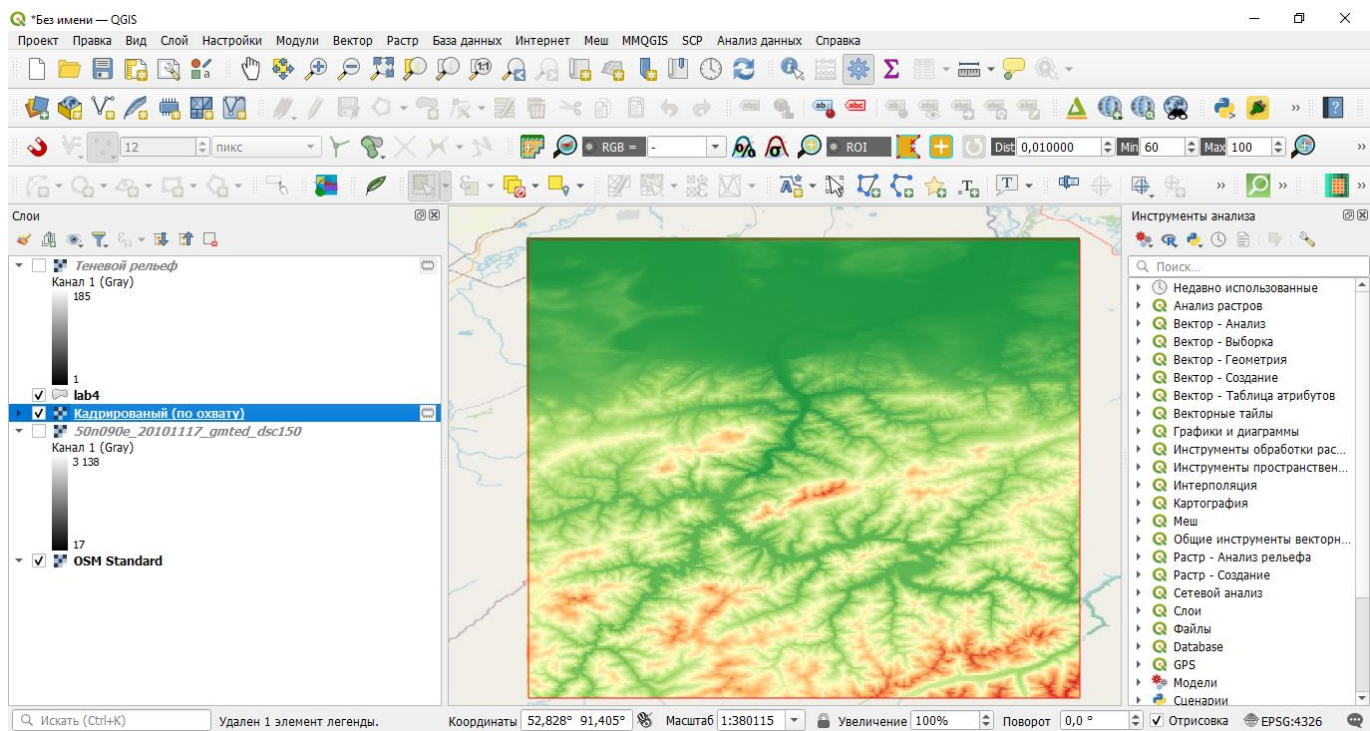 *Без имени — QGIS
Проект Правка Вид Слой Настройки Модули Вектор Растр База данных Интернет Меш MMQGIS SCP Анализ данных Справка
12 пикс RGB = - ROI Dist 0,010000 Min 60 Max 100
Слои
Теневой рельеф
Канал 1 (Gray)
185
1
lab4
Кадрированый (по охвату)
50n090e_20101117_gmted_dsc150
Канал 1 (Gray)
3 138
17
OSM Standard
Инструменты анализа
Поиск...
Недавно использованные
Анализ растров
Вектор - Анализ
Вектор - Выборка
Вектор - Геометрия
Вектор - Создание
Вектор - Таблица атрибутов
Векторные тайлы
Графики и диаграммы
Инструменты обработки рас...
Инструменты пространствен...
Интерполяция
Картография
Меш
Общие инструменты векторн...
Растр - Анализ рельефа
Растр - Создание
Сетевой анализ
Слои
Файлы
Database
GPS
Модели
Сценарии
Искать (Ctrl+K) Удален 1 элемент легенды. Координаты 52,828° 91,405° Масштаб 1:380115 Увеличение 100% Поворот 0,0 ° Отрисовка EPSG:4326